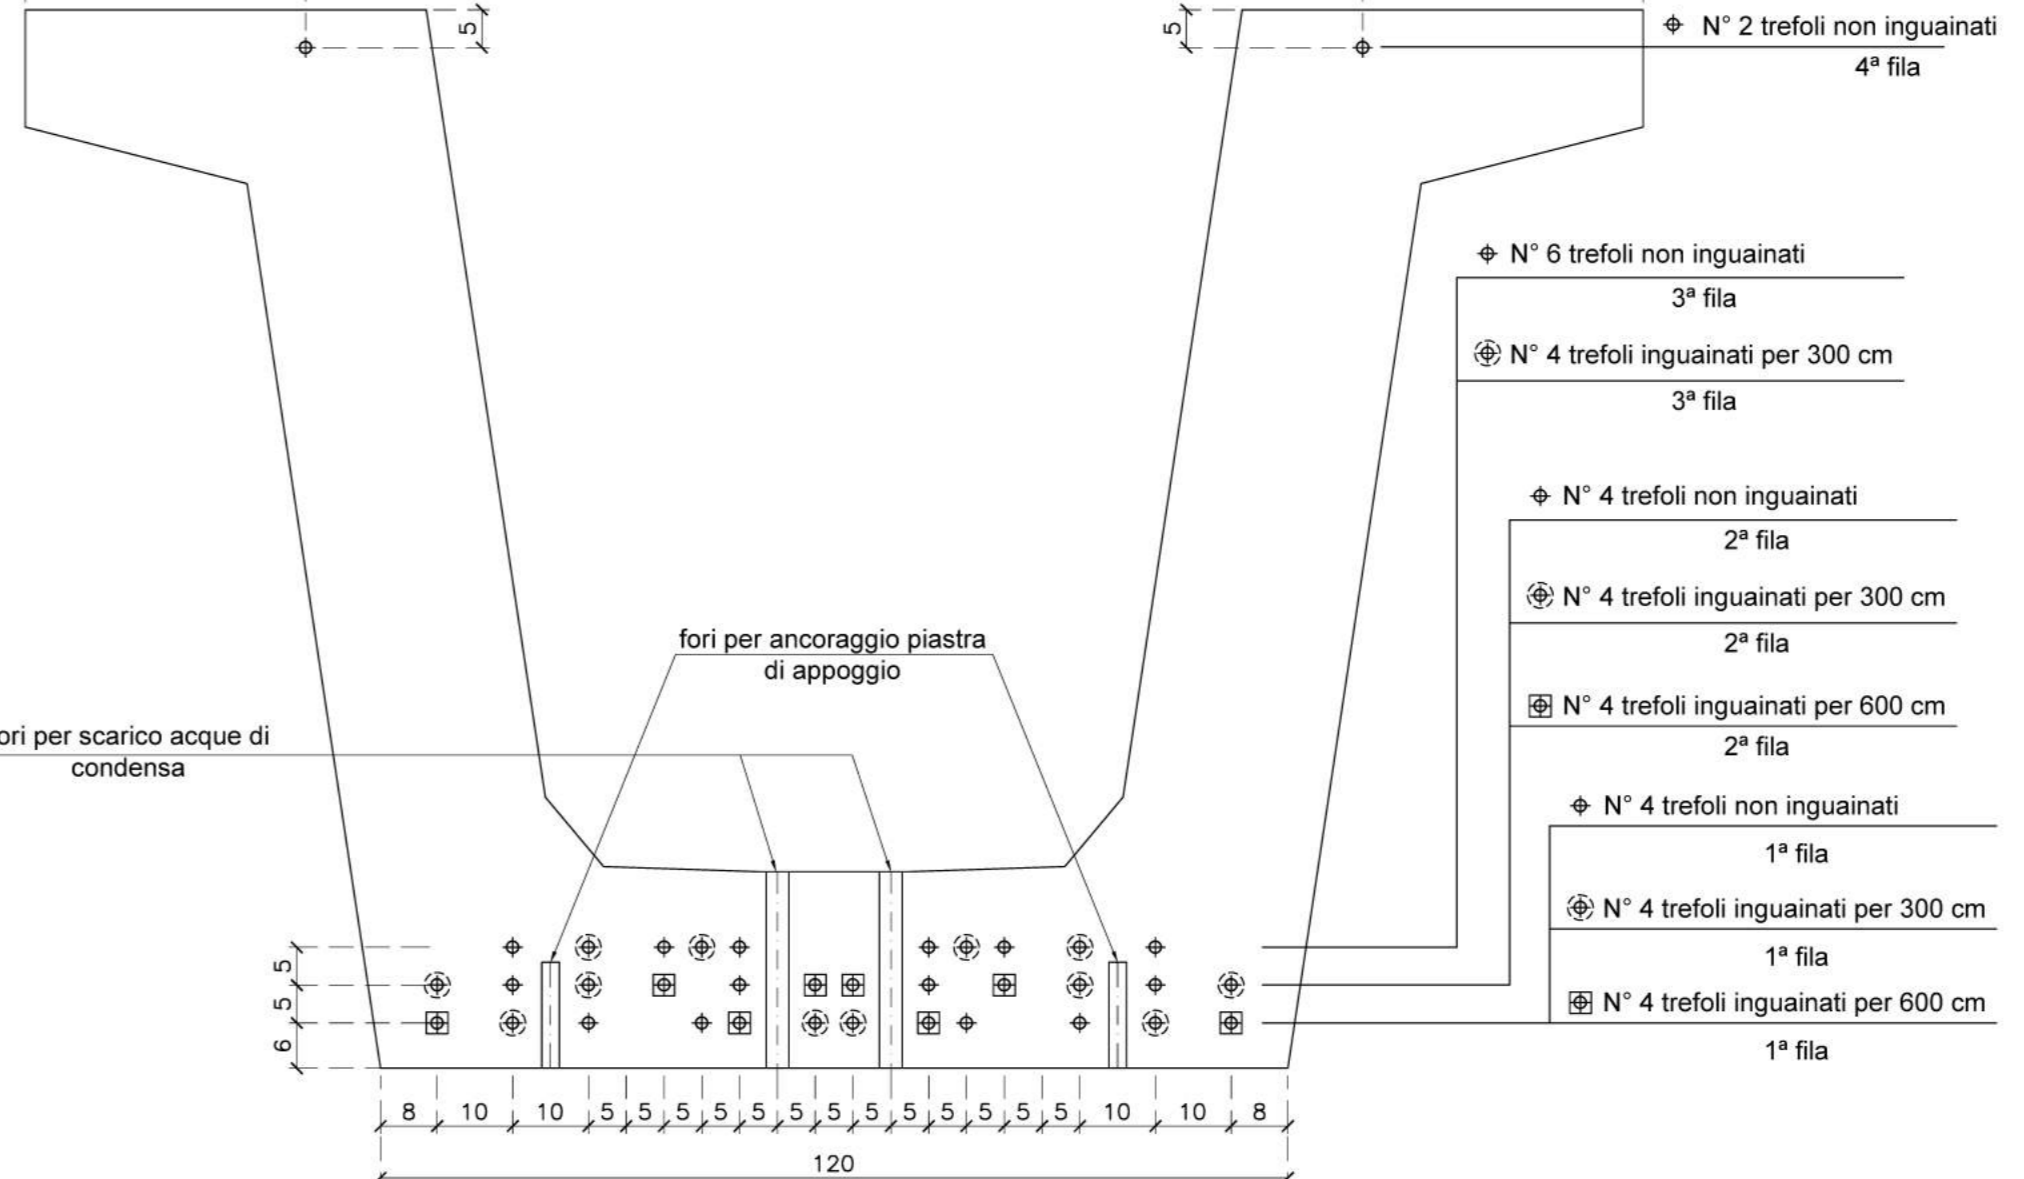 5
5
N° 2 trefoli non inguainati
4ª fila
N° 6 trefoli non inguainati
3ª fila
N° 4 trefoli inguainati per 300 cm
3ª fila
N° 4 trefoli non inguainati
2ª fila
N° 4 trefoli inguainati per 300 cm
2ª fila
N° 4 trefoli inguainati per 600 cm
2ª fila
fori per ancoraggio piastra
di appoggio
ori per scarico acque di
condensa
N° 4 trefoli non inguainati
1ª fila
N° 4 trefoli inguainati per 300 cm
1ª fila
N° 4 trefoli inguainati per 600 cm
1ª fila
5
5
6
8 10 10 5 5 5 5 5 5 5 5 5 5 5 5 5 10 10 8
120